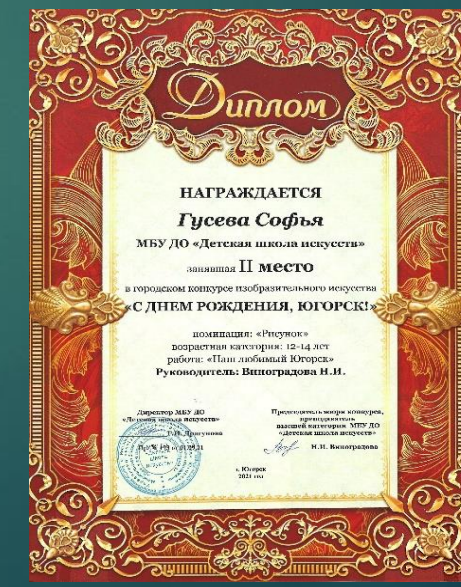 Диплом
НАГРАЖДАЕТСЯ
Гусева Софья
МБУ ДО «Детская школа искусств»
занявшая II место
в городском конкурсе изобразительного искусства
«С ДНЕМ РОЖДЕНИЯ, ЮГОРСК!»
номинация: «Рисунок»
возрастная категория: 12-14 лет
работа: «Наш любимый Югорск»
Руководитель: Виноградова Н.И.
Директор МБУ ДО
«Детская школа искусств»
Драгунова
Председатель жюри конкурса,
преподаватель
высшей категории МБУ ДО
«Детская школа искусств»
Н.И. Виноградова
г. Югорск
2021 год